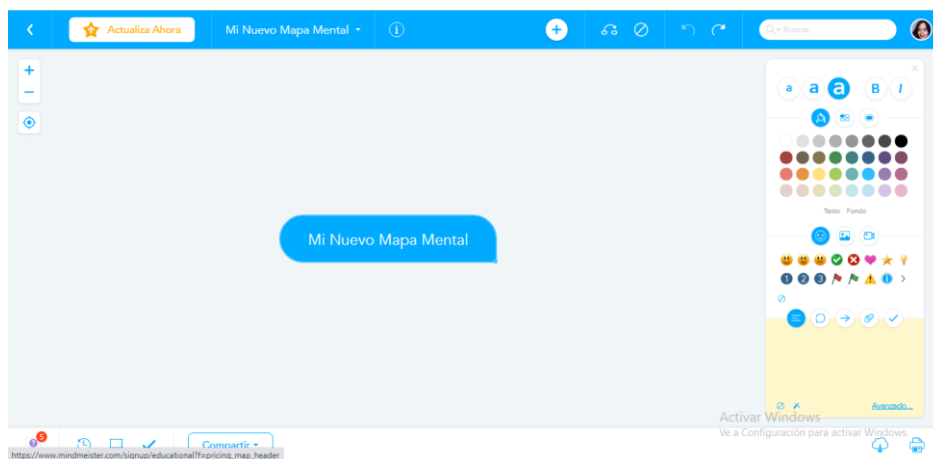 Actualiza Ahora
Mi Nuevo Mapa Mental
Buscar
a a a B I
Mi Nuevo Mapa Mental
Texto Fondo
1 2 3
Avanzado...
Activar Windows
Ve a Configuración para activar Windows.
5
Compartir
https://www.mindmeister.com/signup/educational?f=pricing_map_header